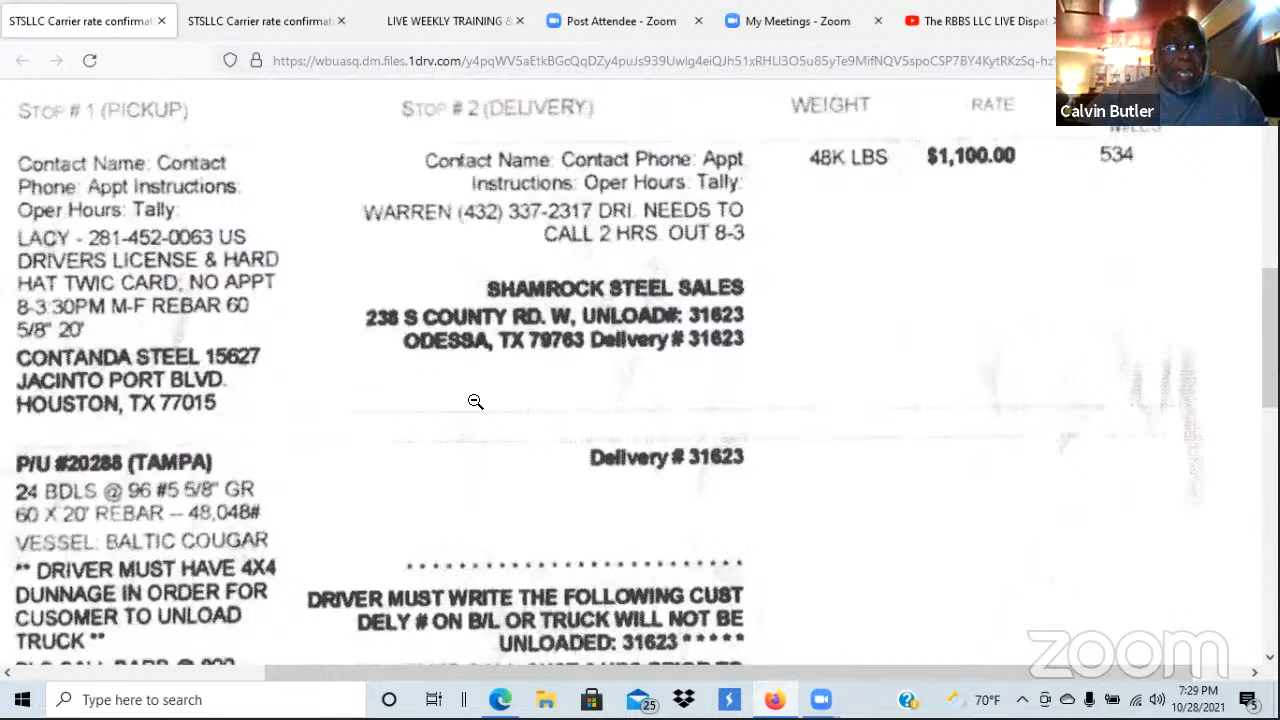 STSLLC Carrier rate confirmat
STSLLC Carrier rate confirmat
LIVE WEEKLY TRAINING &
Post Attendee - Zoom
My Meetings - Zoom
The RBBS LLC LIVE Dispat
Calvin Butler
STOP # 1 (PICKUP)
STOP # 2 (DELIVERY)
WEIGHT
RATE
MILES
Contact Name: Contact
Phone: Appt Instructions:
Oper Hours: Tally:
LACY - 281-452-0063 US
DRIVERS LICENSE & HARD
HAT TWIC CARD, NO APPT
8-3:30PM M-F REBAR 60
5/8" 20'
CONTANDA STEEL 15627
JACINTO PORT BLVD.
HOUSTON, TX 77015
Contact Name: Contact Phone: Appt
Instructions: Oper Hours: Tally:
WARREN (432) 337-2317 DRI. NEEDS TO
CALL 2 HRS. OUT 8-3
SHAMROCK STEEL SALES
238 S COUNTY RD. W, UNLOAD#: 31623
ODESSA, TX 79763 Delivery # 31623
48K LBS
$1,100.00
534
P/U #20288 (TAMPA)
24 BDLS @ 96 #5 5/8" GR
60 X 20' REBAR -- 48,048#
VESSEL: BALTIC COUGAR
** DRIVER MUST HAVE 4X4
DUNNAGE IN ORDER FOR
CUSOMER TO UNLOAD
TRUCK **
Delivery # 31623
DRIVER MUST WRITE THE FOLLOWING CUST
DELY # ON B/L OR TRUCK WILL NOT BE
UNLOADED: 31623 * * * * *
zoom
Type here to search
25
70°F
7:29 PM
10/28/2021
5